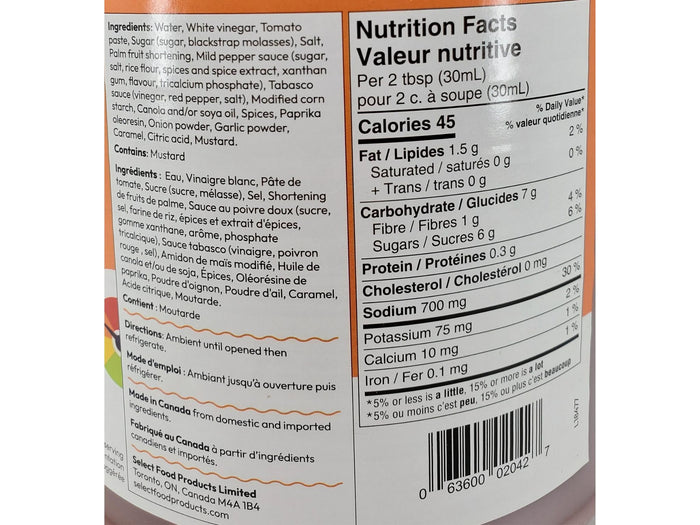 Ingredients: Water, White vinegar, Tomato
paste, Sugar (sugar, blackstrap molasses), Salt,
Palm fruit shortening, Mild pepper sauce (sugar,
salt, rice flour, spices and spice extract, xanthan
gum, flavour, tricalcium phosphate), Tabasco
sauce (vinegar, red pepper, salt), Modified corn
starch, Canola and/or soya oil, Spices, Paprika
oleoresin, Onion powder, Garlic powder,
Caramel, Citric acid, Mustard.
Contains: Mustard
Ingrédients : Eau, Vinaigre blanc, Pâte de
tomate, Sucre (sucre, mélasse), Sel, Shortening
de fruits de palme, Sauce au poivre doux (sucre,
sel, farine de riz, épices et extrait d'épices,
gomme xanthane, arôme, phosphate
tricalcique), Sauce tabasco (vinaigre, poivron
rouge , sel), Amidon de maïs modifié, Huile de
canola et/ou de soja, Épices, Oléorésine de
paprika, Poudre d'oignon, Poudre d'ail, Caramel,
Acide citrique, Moutarde.
Contient : Moutarde
Directions: Ambient until opened then
refrigerate.
Mode d'emploi : Ambiant jusqu'à ouverture puis
réfrigérer.
Made in Canada from domestic and imported
ingredients.
Fabriqué au Canada à partir d'ingrédients
canadiens et importés.
Select Food Products Limited
Toronto, ON, Canada M4A 1B4
selectfoodproducts.com
Nutrition Facts
Valeur nutritive
Per 2 tbsp (30mL)
pour 2 c. à soupe (30mL)
Calories 45
% Daily Value*
% valeur quotidienne*
Fat / Lipides 1.5 g 2 %
Saturated / saturés 0 g
+ Trans / trans 0 g 0 %
Carbohydrate / Glucides 7 g
Fibre / Fibres 1 g 4 %
Sugars / Sucres 6 g 6 %
Protein / Protéines 0.3 g
Cholesterol / Cholestérol 0 mg
Sodium 700 mg 30 %
Potassium 75 mg 2 %
Calcium 10 mg 1 %
Iron / Fer 0.1 mg 1 %
*5% or less is a little, 15% or more is a lot
*5% ou moins c'est peu, 15% ou plus c'est beaucoup
L18477
0 63600 02042 7